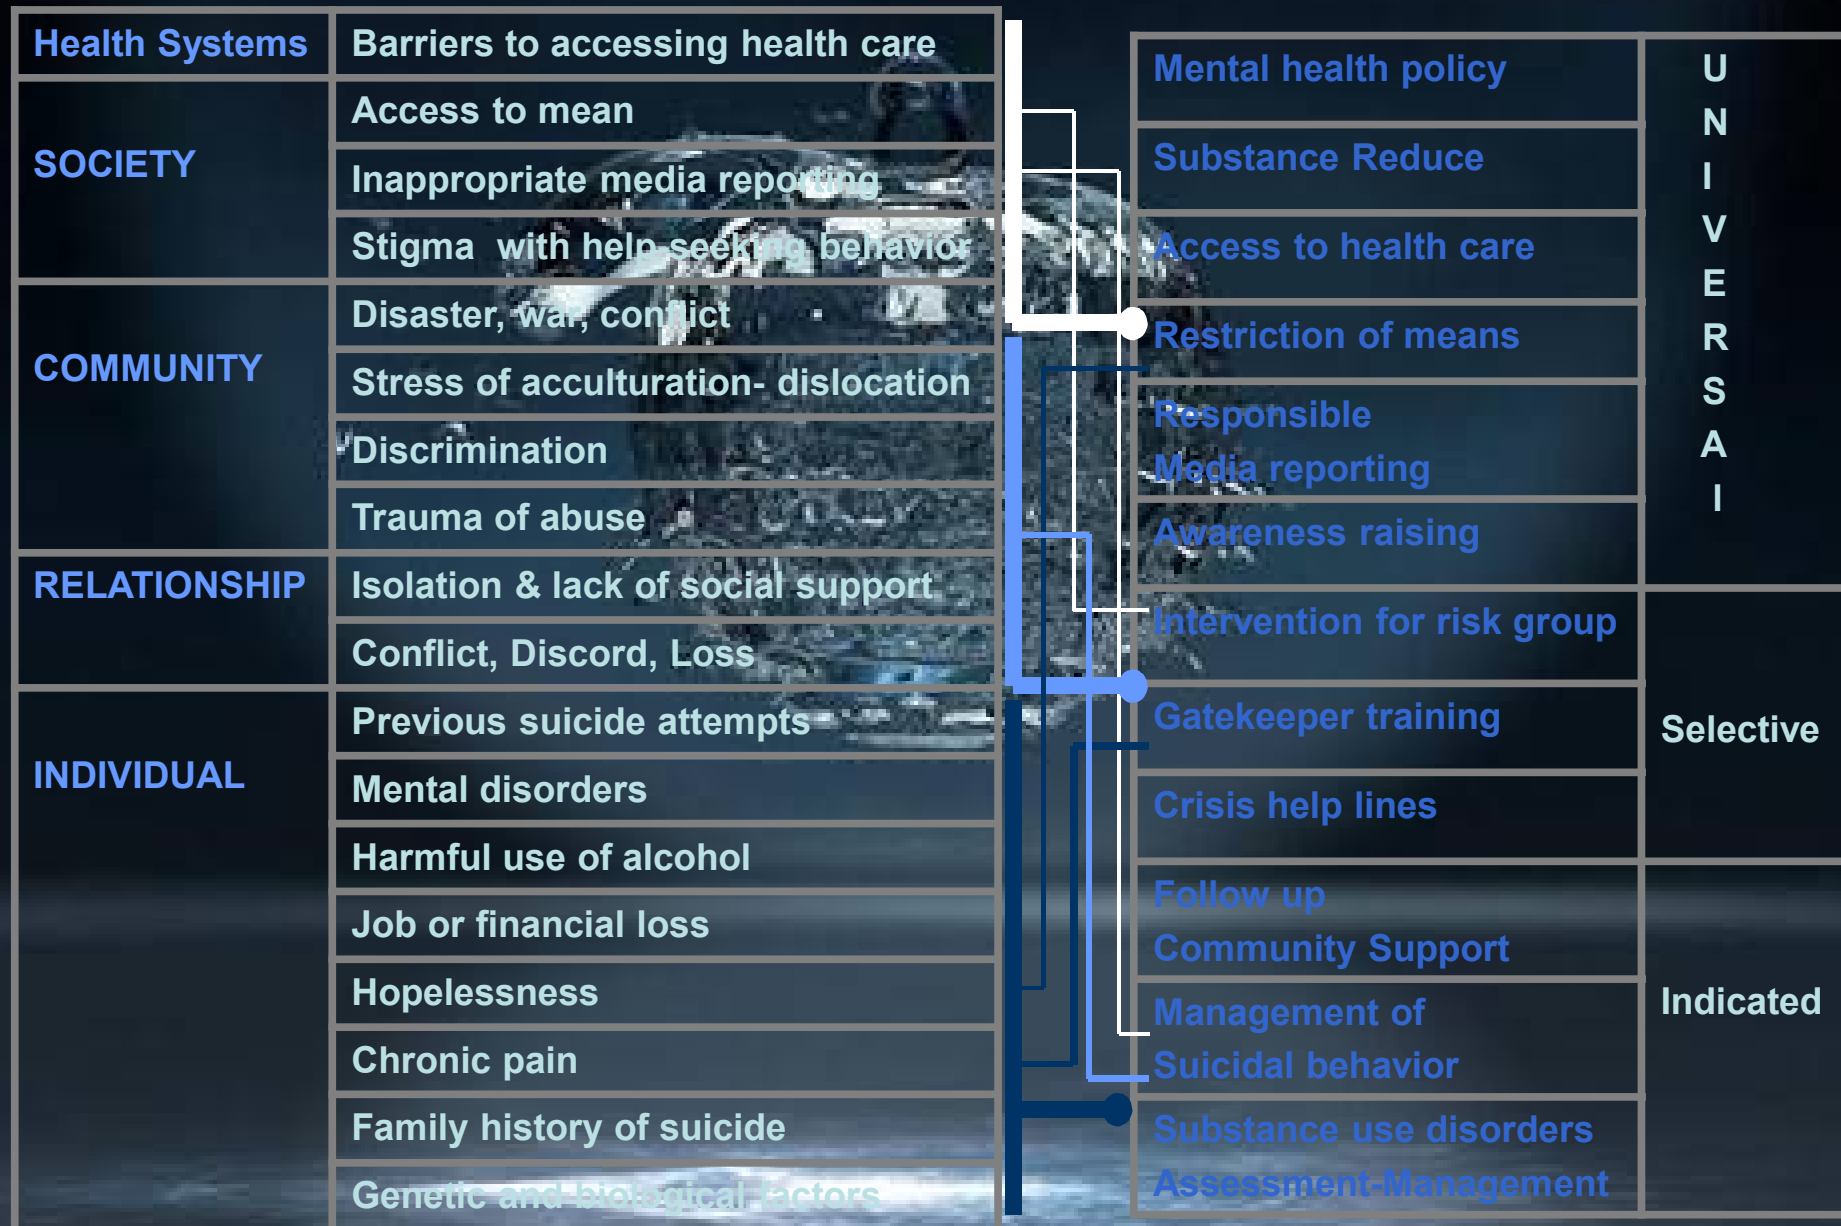 Health Systems
Barriers to accessing health care
SOCIETY
Access to mean
Inappropriate media reporting
Stigma  with help seeking behavior
COMMUNITY
Disaster, war, conflict
Stress of acculturation- dislocation
Discrimination
Trauma of abuse
RELATIONSHIP
Isolation & lack of social support
Conflict, Discord, Loss
INDIVIDUAL
Previous suicide attempts
Mental disorders
Harmful use of alcohol
Job or financial loss
Hopelessness
Chronic pain
Family history of suicide
Genetic and biological factors
Mental health policy
Substance Reduce
Access to health care
Restriction of means
Responsible
Media reporting
Awareness raising
U
N
I
V
E
R
S
A
l
Intervention for risk group
Gatekeeper training
Crisis help lines
Selective
Follow up
Community Support
Management of
Suicidal behavior
Substance use disorders
Assessment-Management
Indicated